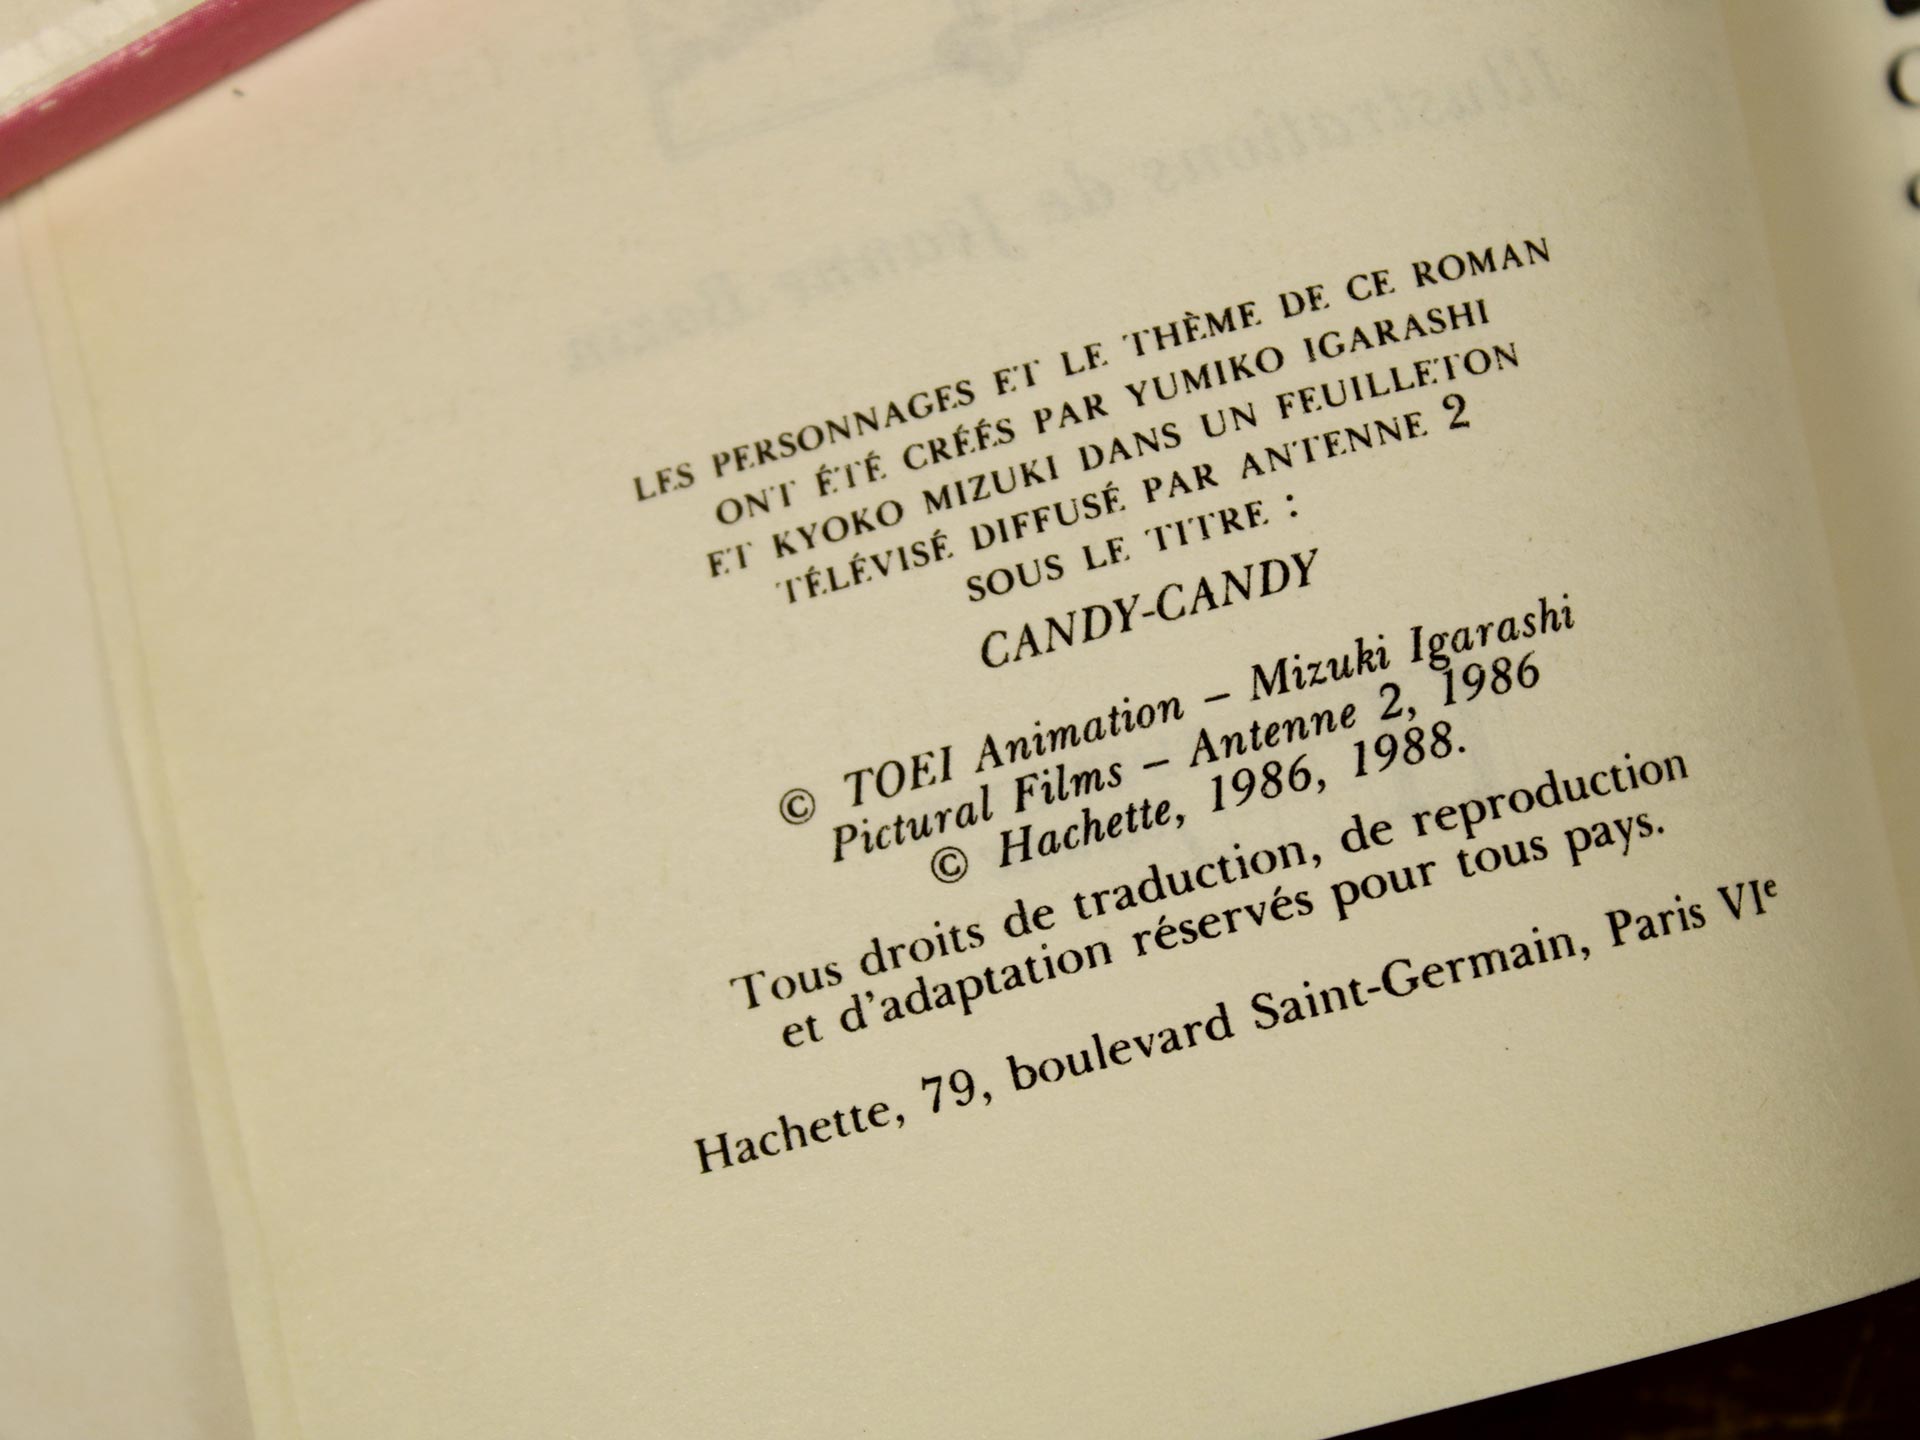 LES PERSONNAGES ET LE THÈME DE CE ROMAN
ONT ÉTÉ CRÉÉS PAR YUMIKO IGARASHI
ET KYOKO MIZUKI DANS UN FEUILLETON
TÉLÉVISÉ DIFFUSÉ PAR ANTENNE 2
SOUS LE TITRE :
CANDY-CANDY
© TOEI Animation – Mizuki Igarashi
Pictural Films – Antenne 2, 1986
© Hachette, 1986, 1988.
Tous droits de traduction, de reproduction
et d'adaptation réservés pour tous pays.
Hachette, 79, boulevard Saint-Germain, Paris VIe